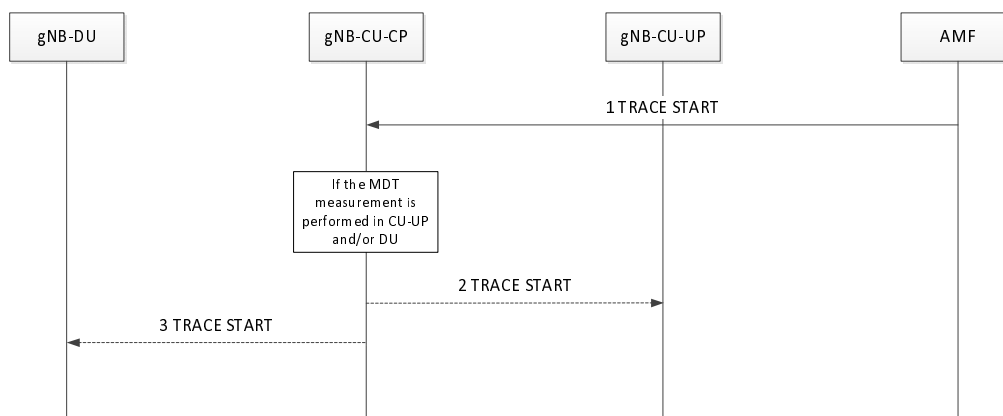 gNB-DU
gNB-CU-CP
gNB-CU-UP
AMF
1 TRACE START
If the MDT
measurement is
performed in CU-UP
and/or DU
2 TRACE START
3 TRACE START